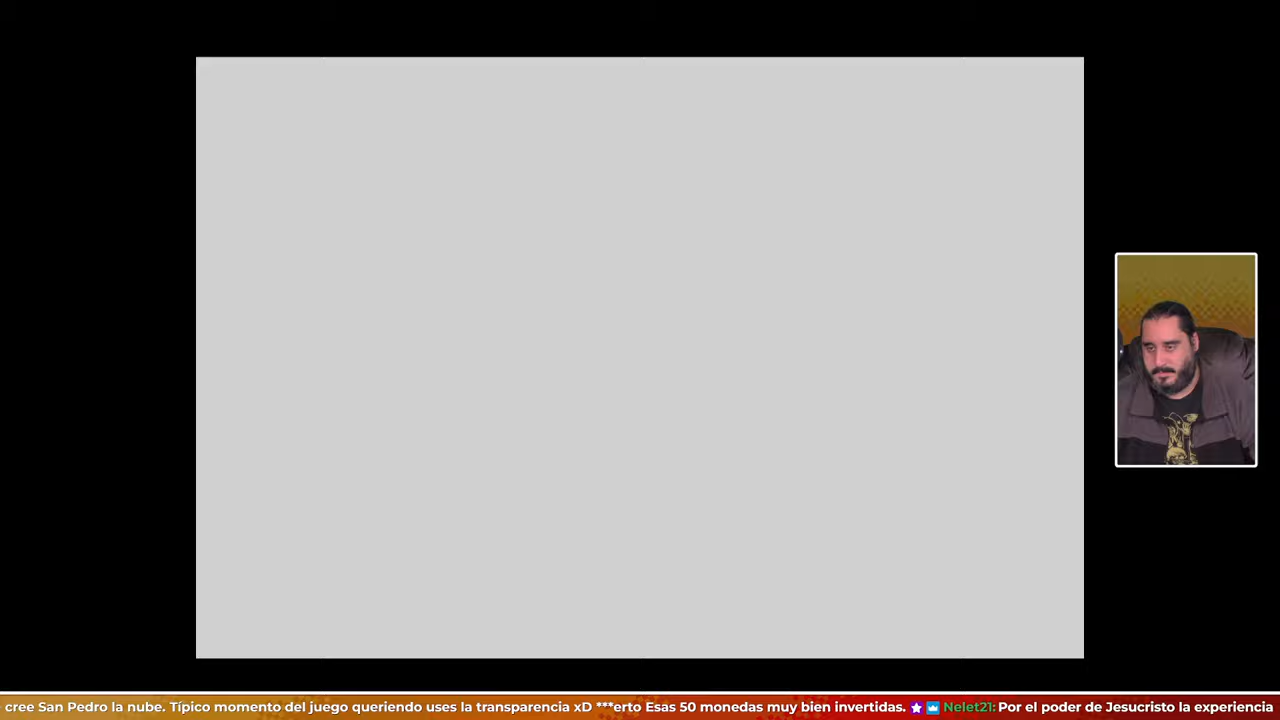 cree San Pedro la nube. Típico momento del juego queriendo uses la transparencia xD ***erto Esas 50 monedas muy bien invertidas. Nelet21: Por el poder de Jesucristo la experiencia